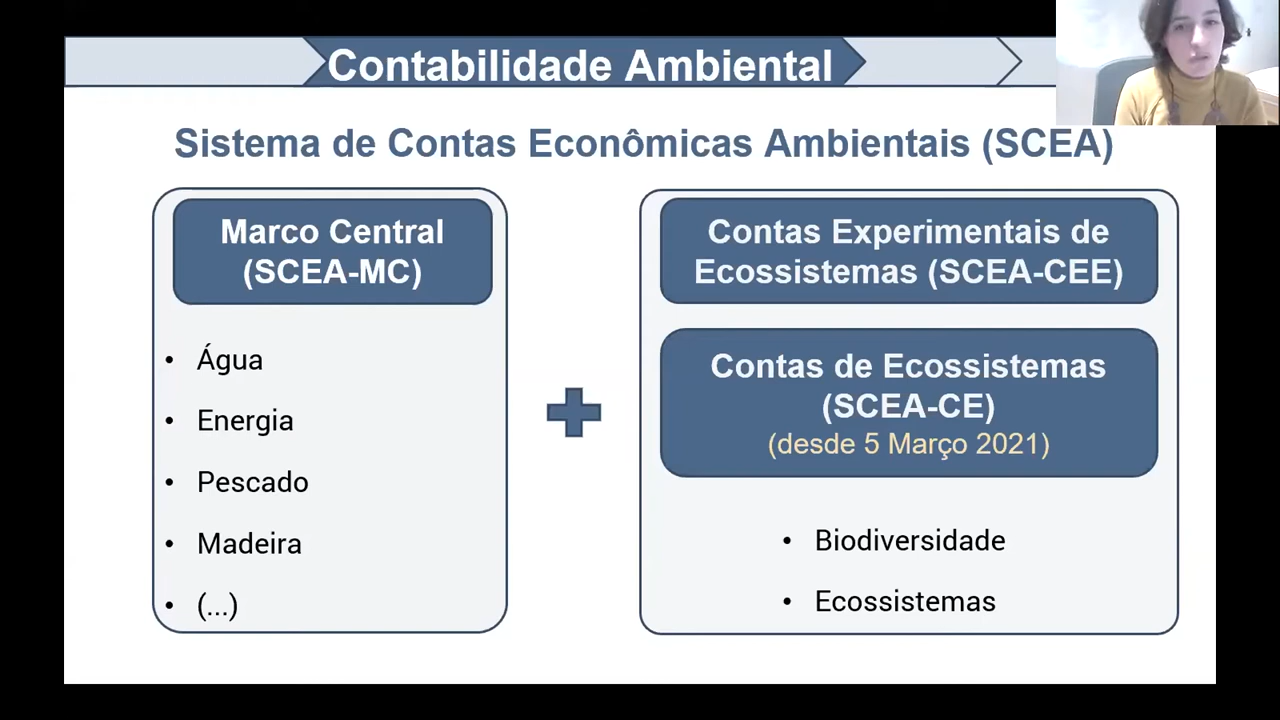 Contabilidade Ambiental
Sistema de Contas Econômicas Ambientais (SCEA)
Marco Central
(SCEA-MC)
• Água
• Energia
• Pescado
• Madeira
• (...)
Contas Experimentais de
Ecossistemas (SCEA-CEE)
Contas de Ecossistemas
(SCEA-CE)
(desde 5 Março 2021)
• Biodiversidade
• Ecossistemas